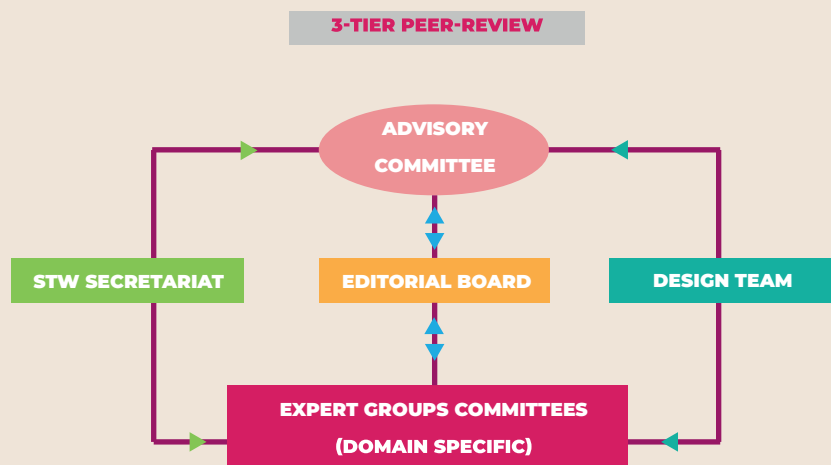 3-TIER PEER-REVIEW
ADVISORY
COMMITTEE
STW SECRETARIAT
EDITORIAL BOARD
DESIGN TEAM
EXPERT GROUPS COMMITTEES
(DOMAIN SPECIFIC)